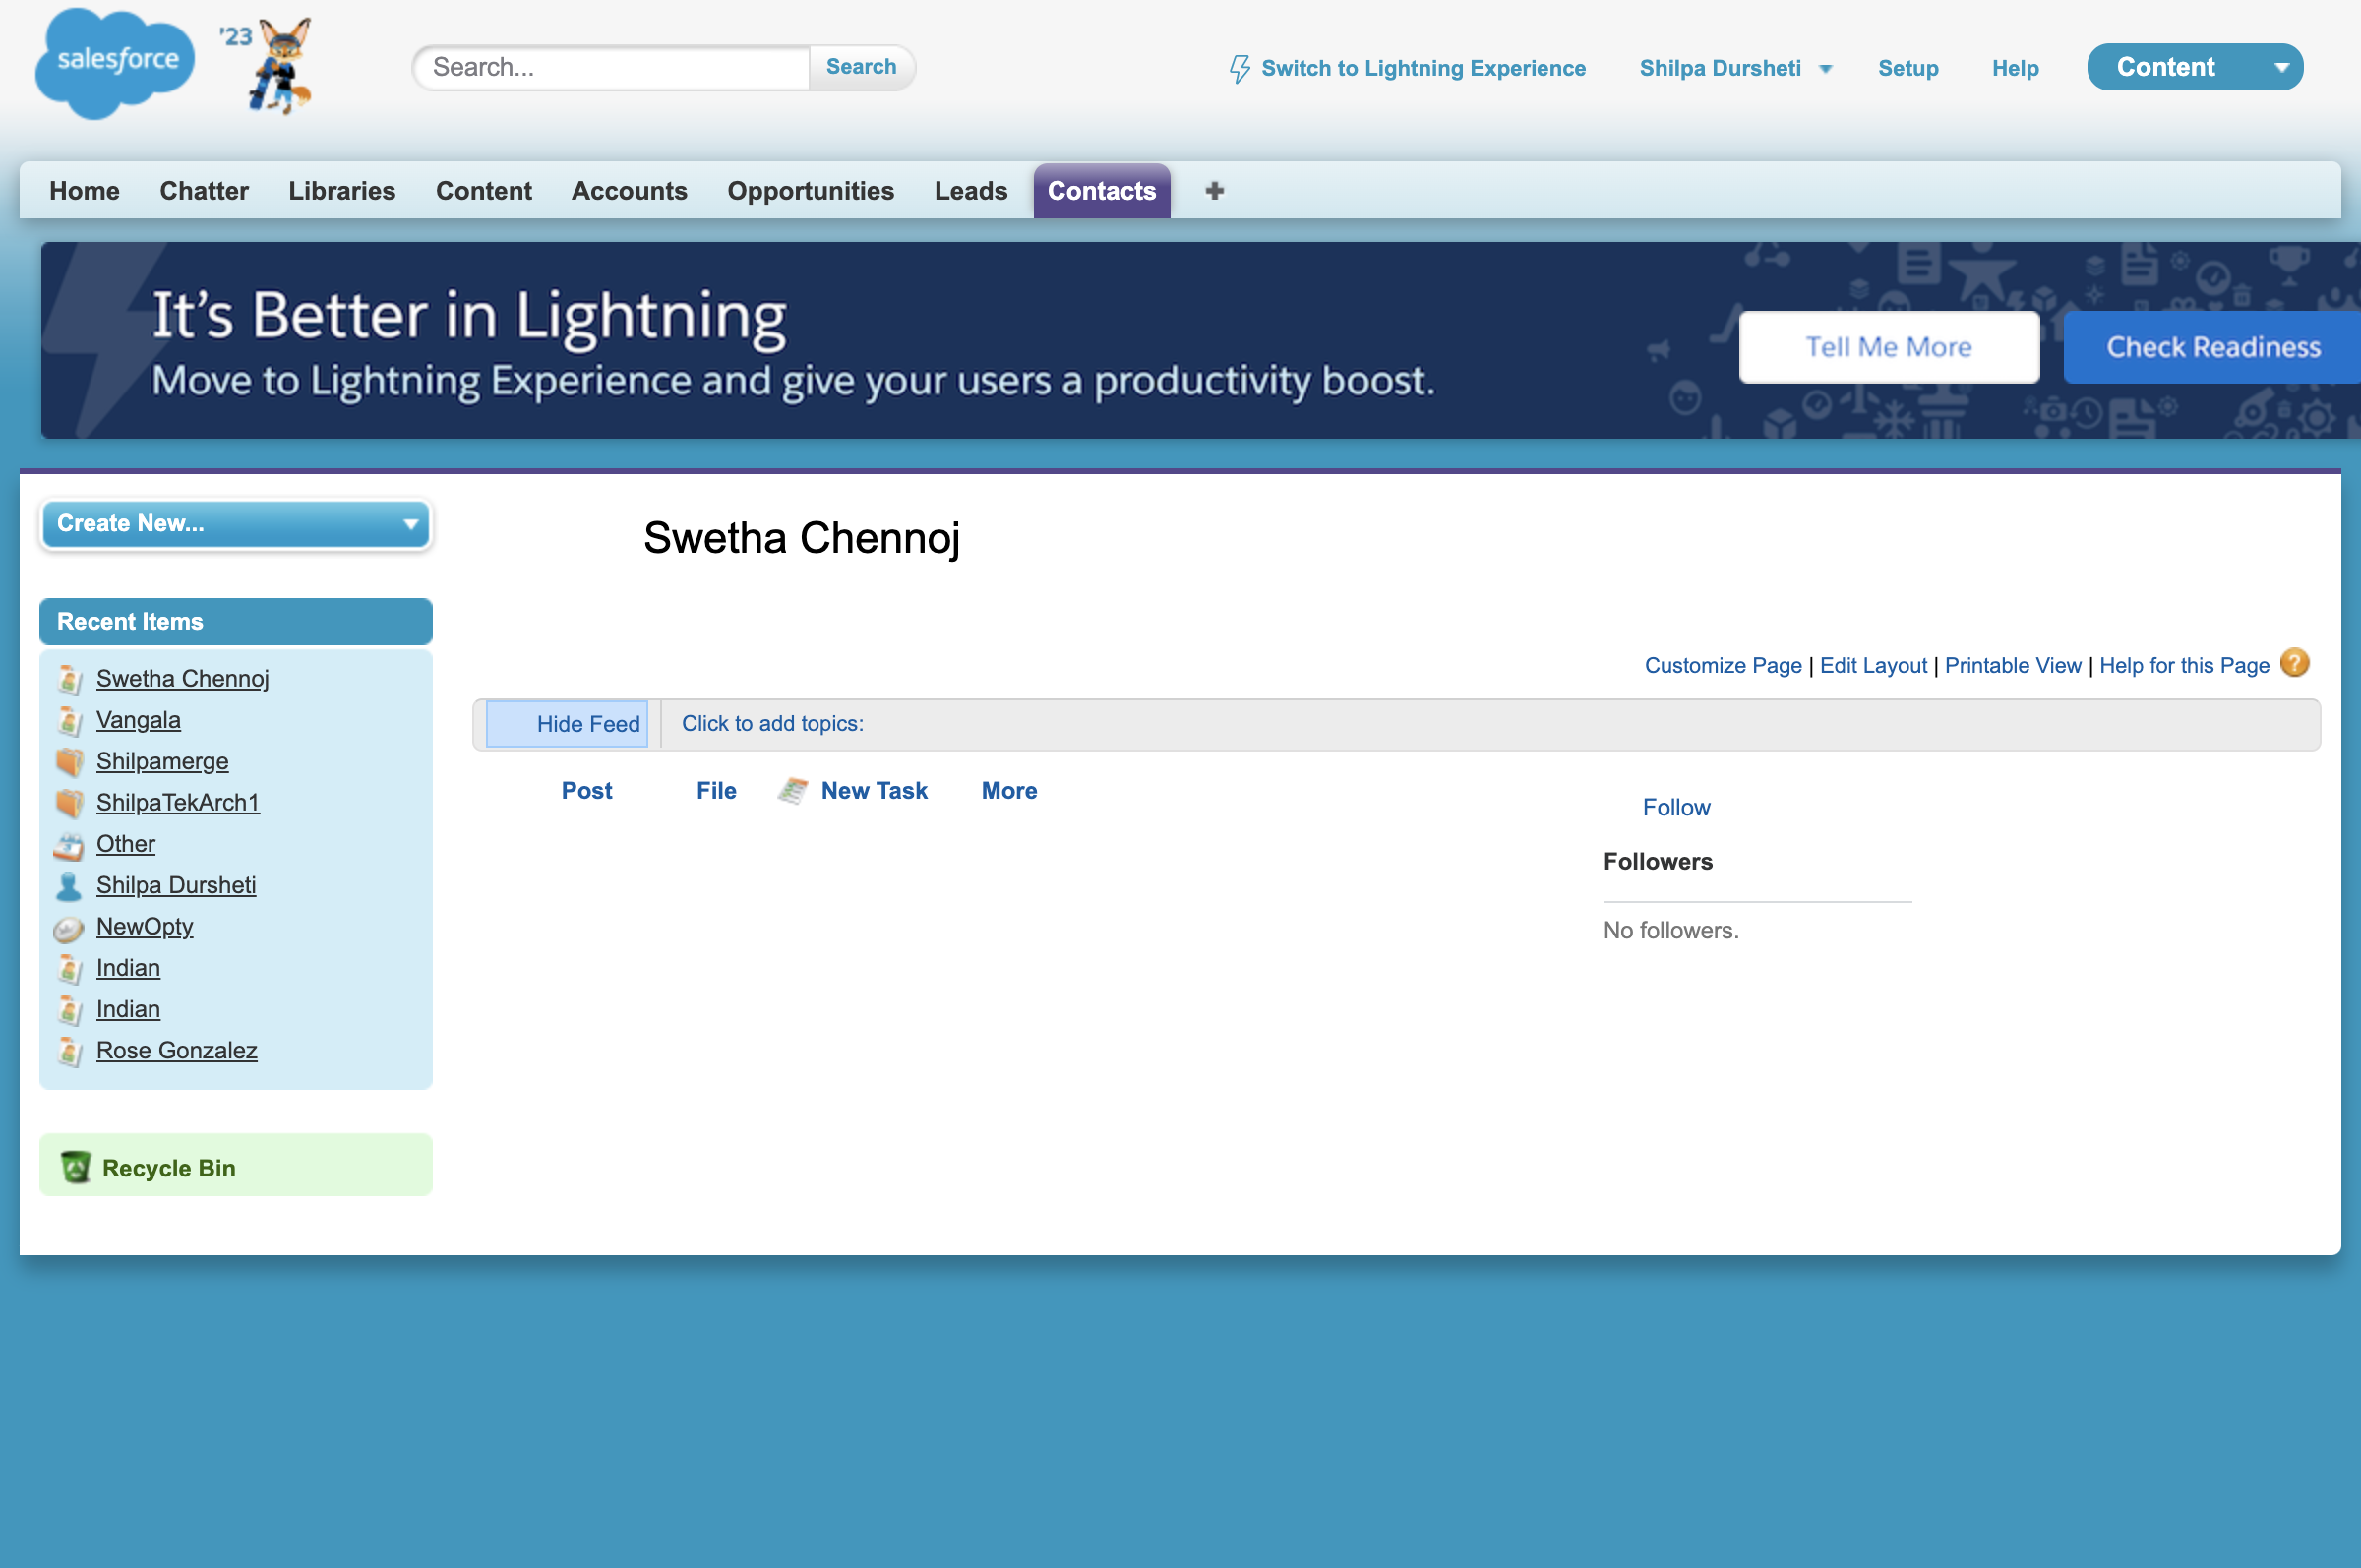 salesforce '23
Search... Search Switch to Lightning Experience Shilpa Dursheti Setup Help Content
Home Chatter Libraries Content Accounts Opportunities Leads Contacts
It's Better in Lightning
Move to Lightning Experience and give your users a productivity boost.
Tell Me More Check Readiness
Create New...
Swetha Chennoj
Recent Items
Swetha Chennoj
Vangala
Shilpamerge
ShilpaTekArch1
Other
Shilpa Dursheti
NewOpty
Indian
Indian
Rose Gonzalez
Recycle Bin
Customize Page | Edit Layout | Printable View | Help for this Page ?
Hide Feed Click to add topics:
Post File New Task More
Follow
Followers
No followers.